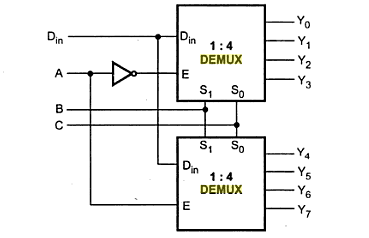 Din Din 1 : 4 DEMUX Y0
Y1
A E Y2
Y3
B S1 S0
C
S1 S0
Din 1 : 4 DEMUX Y4
Y5
Y6
E Y7